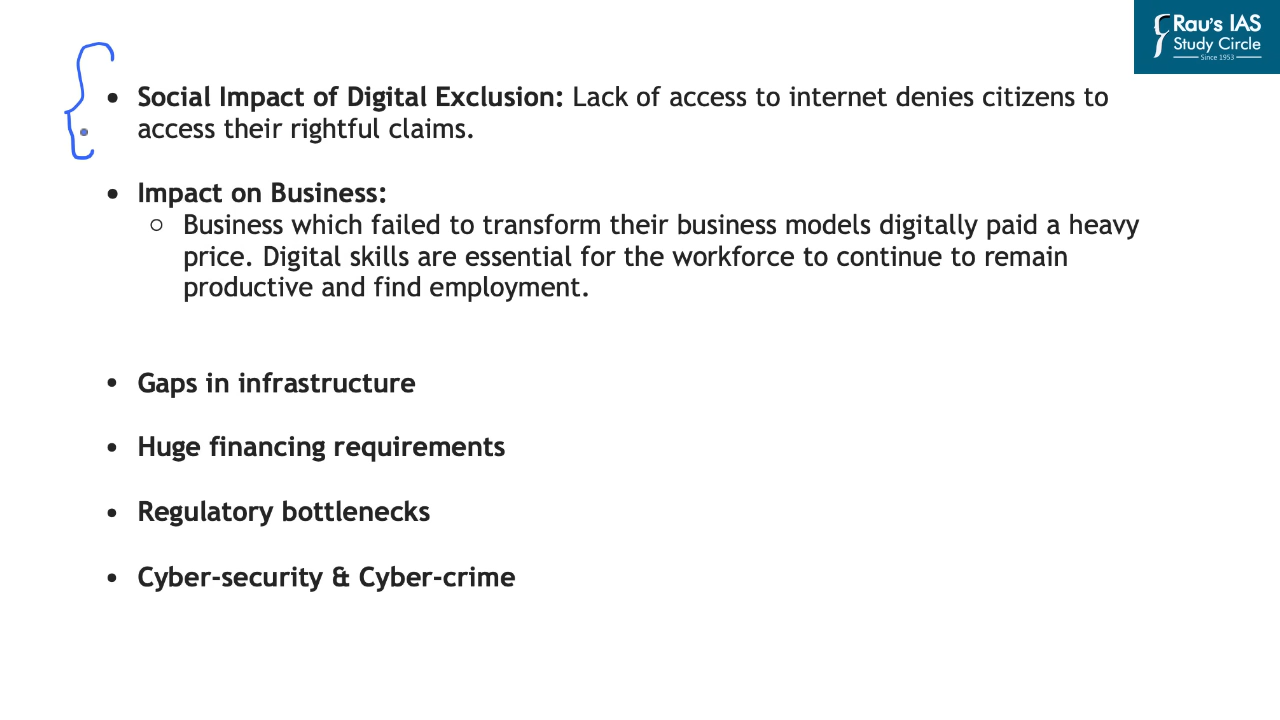 Rau's IAS
Study Circle
Since 1953
• Social Impact of Digital Exclusion: Lack of access to internet denies citizens to
access their rightful claims.
• Impact on Business:
○ Business which failed to transform their business models digitally paid a heavy
price. Digital skills are essential for the workforce to continue to remain
productive and find employment.
• Gaps in infrastructure
• Huge financing requirements
• Regulatory bottlenecks
• Cyber-security & Cyber-crime